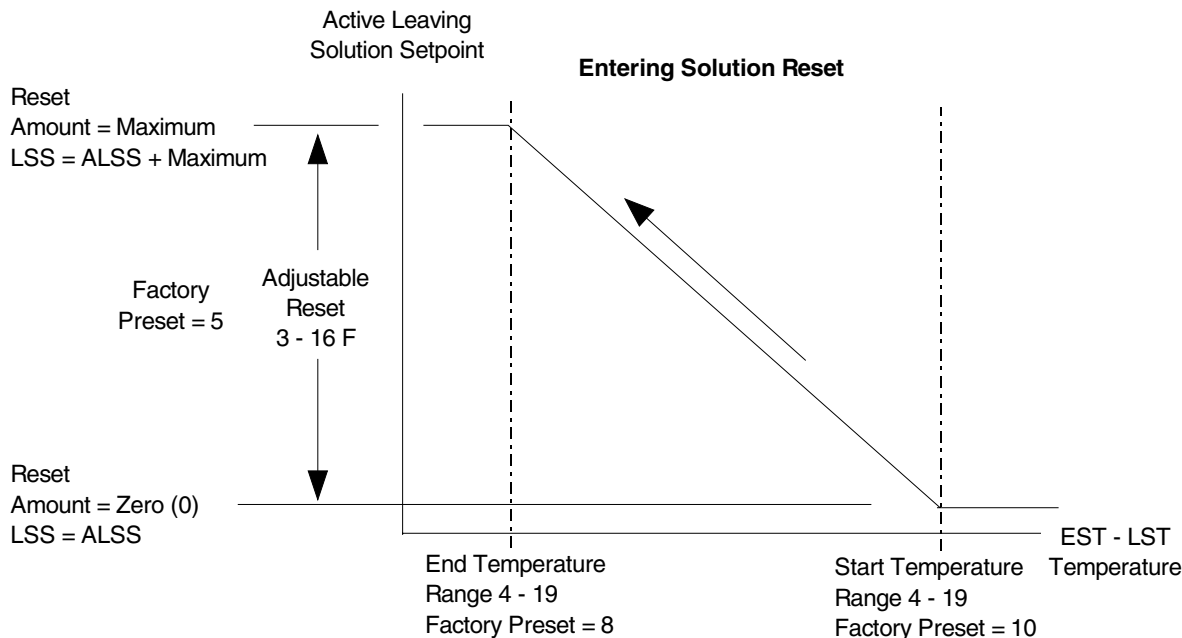 Active Leaving
Solution Setpoint
Entering Solution Reset
Reset
Amount = Maximum
LSS = ALSS + Maximum
Factory
Preset = 5
Adjustable
Reset
3 - 16 F
Reset
Amount = Zero (0)
LSS = ALSS
End Temperature
Range 4 - 19
Factory Preset = 8
Start Temperature
Range 4 - 19
Factory Preset = 10
EST - LST
Temperature